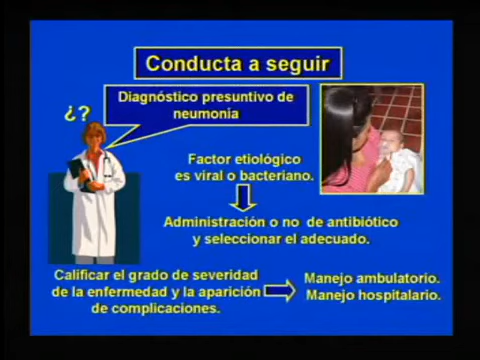 Conducta a seguir
¿?
Diagnóstico presuntivo de
neumonía
Factor etiológico
es viral o bacteriano.
Administración o no de antibiótico
y seleccionar el adecuado.
Calificar el grado de severidad
de la enfermedad y la aparición
de complicaciones.
Manejo ambulatorio.
Manejo hospitalario.